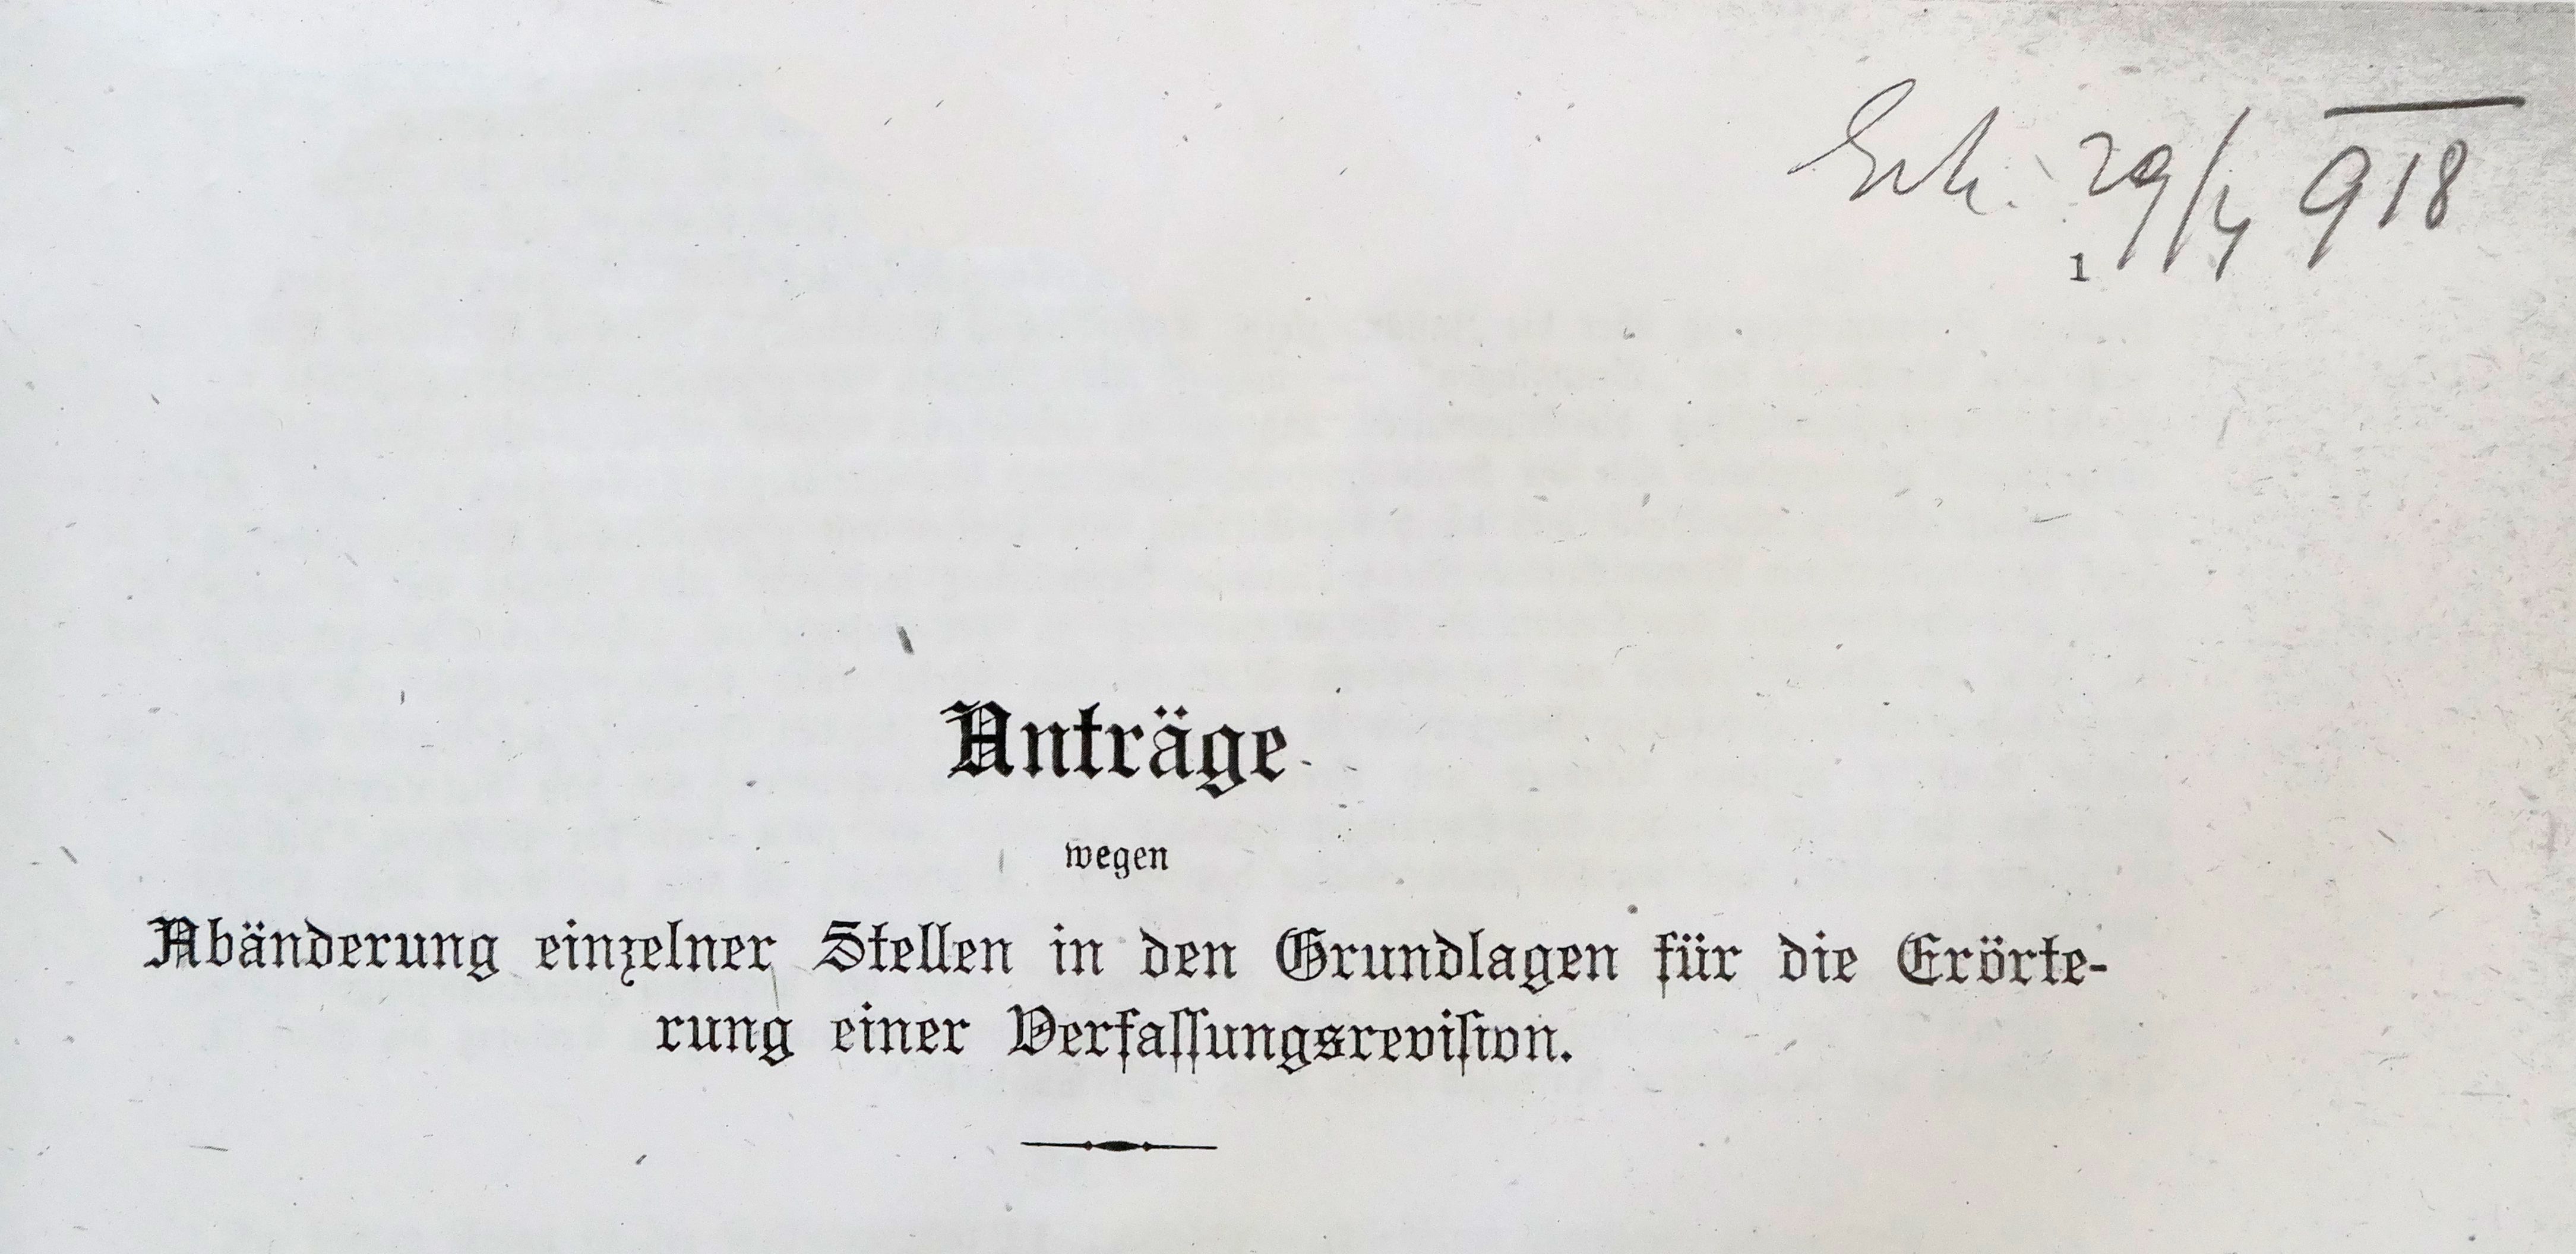 Erh. 29/4 918
1
Anträge
wegen
Abänderung einzelner Stellen in den Grundlagen für die Erörte-
rung einer Verfaſſungsreviſion.